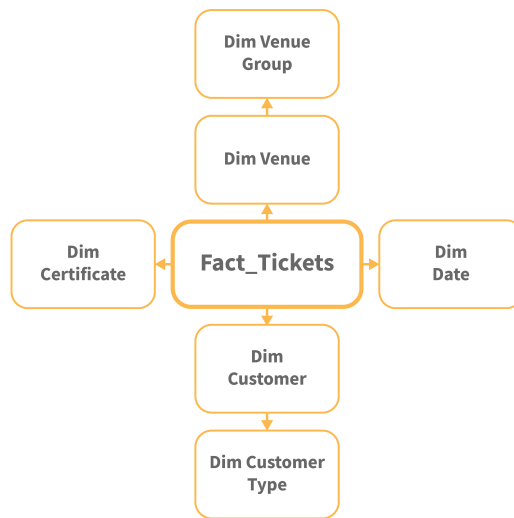 Dim Venue
Group
Dim Venue
Dim
Certificate
Fact_Tickets
Dim
Date
Dim
Customer
Dim Customer
Type